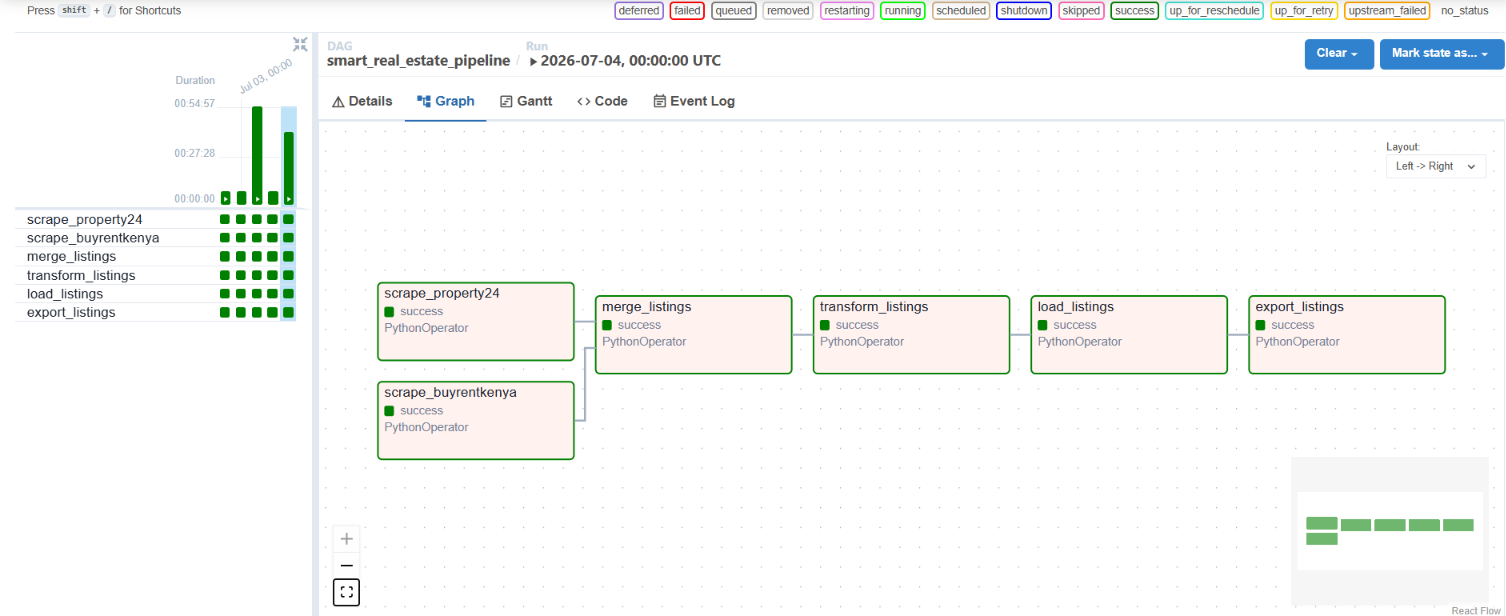 Press shift + / for Shortcuts
deferred failed queued removed restarting running scheduled shutdown skipped success up_for_reschedule up_for_retry upstream_failed no_status
DAG
smart_real_estate_pipeline
/
Run
2026-07-04, 00:00:00 UTC
Clear
Mark state as...
Details
Graph
Gantt
Code
Event Log
Jul 03, 00:00
Duration
00:54:57
00:27:28
00:00:00
scrape_property24
scrape_buyrentkenya
merge_listings
transform_listings
load_listings
export_listings
Layout:
Left -> Right
scrape_property24
success
PythonOperator
scrape_buyrentkenya
success
PythonOperator
merge_listings
success
PythonOperator
transform_listings
success
PythonOperator
load_listings
success
PythonOperator
export_listings
success
PythonOperator
React Flow